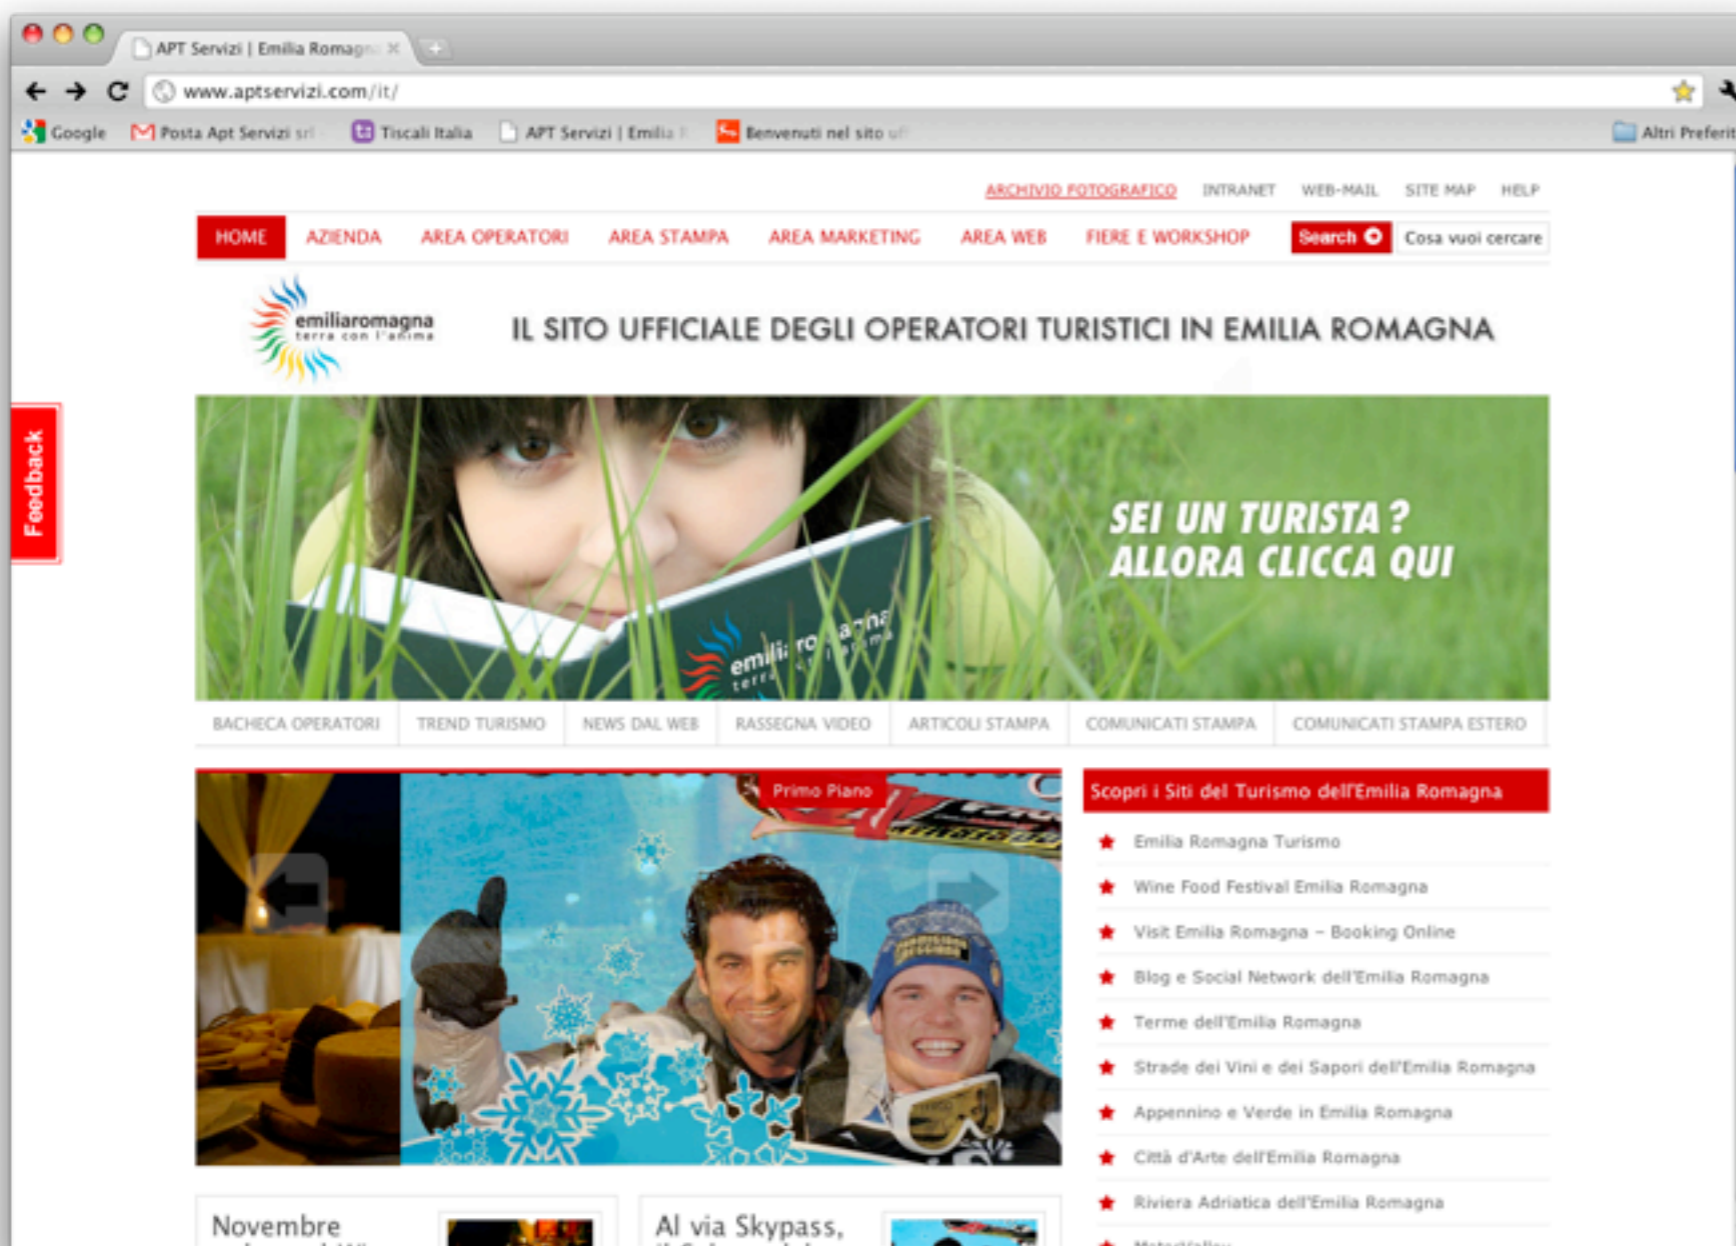 APT Servizi | Emilia Romagn
www.aptservizi.com/it/
Google
Posta Apt Servizi srl
Tiscali Italia
APT Servizi | Emilia R
Benvenuti nel sito uf
Altri Preferit
ARCHIVIO FOTOGRAFICO
INTRANET
WEB-MAIL
SITE MAP
HELP
HOME
AZIENDA
AREA OPERATORI
AREA STAMPA
AREA MARKETING
AREA WEB
FIERE E WORKSHOP
Search
Cosa vuoi cercare
emiliaromagna
terra con l'anima
IL SITO UFFICIALE DEGLI OPERATORI TURISTICI IN EMILIA ROMAGNA
Feedback
SEI UN TURISTA ?
ALLORA CLICCA QUI
emiliaromagna
BACHECA OPERATORI
TREND TURISMO
NEWS DAL WEB
RASSEGNA VIDEO
ARTICOLI STAMPA
COMUNICATI STAMPA
COMUNICATI STAMPA ESTERO
Primo Piano
PARMIGIANO
REGGIANO
Scopri i Siti del Turismo dell'Emilia Romagna
Emilia Romagna Turismo
Wine Food Festival Emilia Romagna
Visit Emilia Romagna – Booking Online
Blog e Social Network dell'Emilia Romagna
Terme dell'Emilia Romagna
Strade dei Vini e dei Sapori dell'Emilia Romagna
Appennino e Verde in Emilia Romagna
Città d'Arte dell'Emilia Romagna
Riviera Adriatica dell'Emilia Romagna
Novembre
Al via Skypass,